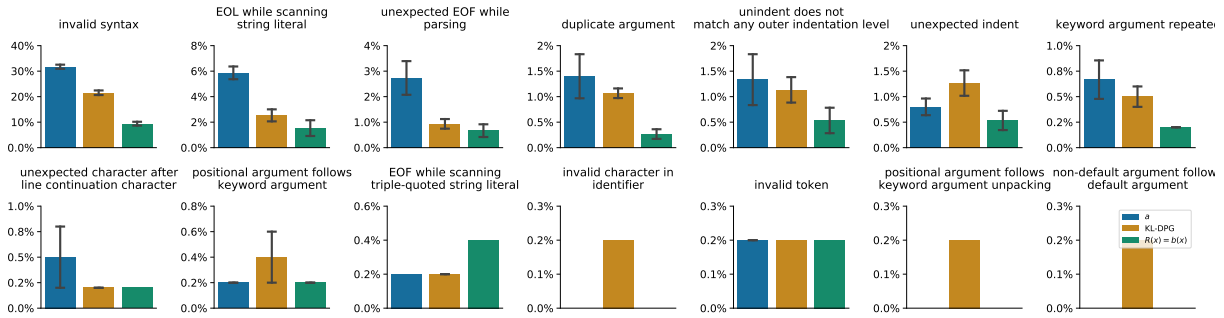 invalid syntax
40%
30%
20%
10%
0.0%
EOL while scanning
string literal
8%
6%
4%
2%
0.0%
unexpected EOF while
parsing
4%
3%
2%
1.0%
0.0%
duplicate argument
2%
1.5%
1.0%
0.5%
0.0%
unindent does not
match any outer indentation level
2%
1.5%
1.0%
0.5%
0.0%
unexpected indent
2%
1.5%
1.0%
0.5%
0.0%
keyword argument repeated
1.0%
0.8%
0.5%
0.2%
0.0%
unexpected character after
line continuation character
1.0%
0.8%
0.5%
0.2%
0.0%
positional argument follows
keyword argument
0.8%
0.6%
0.4%
0.2%
0.0%
EOF while scanning
triple-quoted string literal
0.6%
0.4%
0.2%
0.0%
invalid character in
identifier
0.3%
0.2%
0.1%
0.0%
invalid token
0.3%
0.2%
0.1%
0.0%
positional argument follows
keyword argument unpacking
0.3%
0.2%
0.1%
0.0%
non-default argument follow
default argument
0.3%
0.2%
0.1%
0.0%
a
KL-DPG
R(x) = b(x)